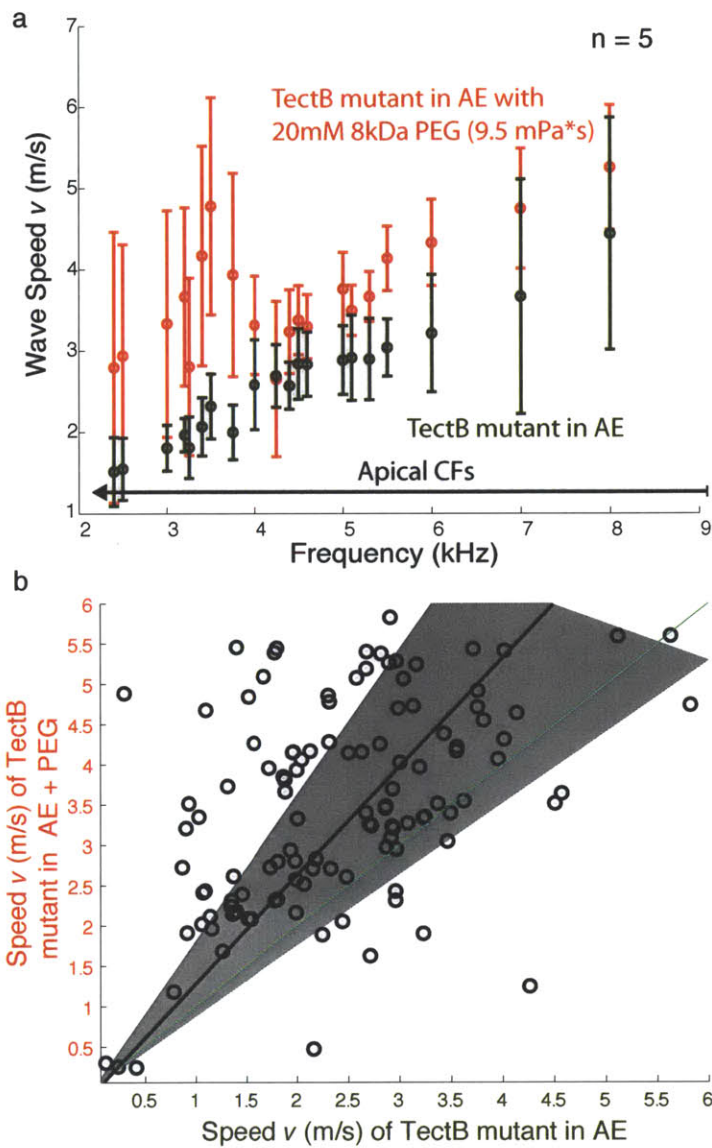 a
7
n = 5
6
TectB mutant in AE with
20mM 8kDa PEG (9.5 mPa*s)
5
Wave Speed v (m/s)
4
3
2
TectB mutant in AE
Apical CFs
1
2 3 4 5 6 7 8 9
Frequency (kHz)
b
6
5.5
5
4.5
4
3.5
3
2.5
2
1.5
1
0.5
Speed v (m/s) of TectB
mutant in AE + PEG
0.5 1 1.5 2 2.5 3 3.5 4 4.5 5 5.5 6
Speed v (m/s) of TectB mutant in AE